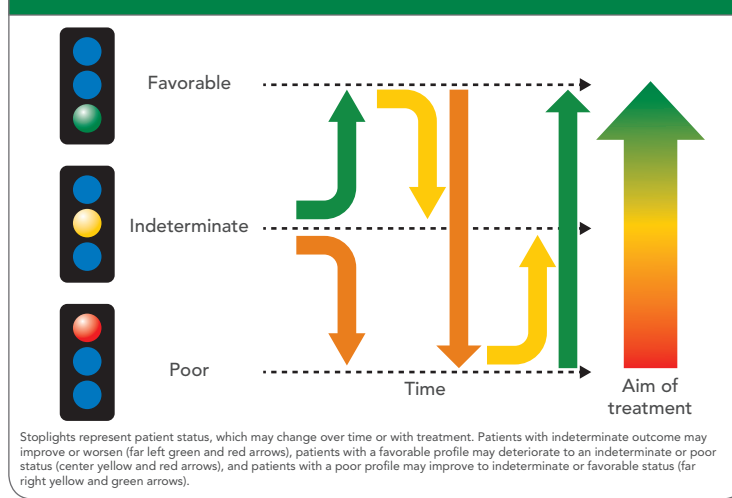 Favorable
Indeterminate
Poor
Time
Aim of
treatment
Stoplights represent patient status, which may change over time or with treatment. Patients with indeterminate outcome may
improve or worsen (far left green and red arrows), patients with a favorable profile may deteriorate to an indeterminate or poor
status (center yellow and red arrows), and patients with a poor profile may improve to indeterminate or favorable status (far
right yellow and green arrows).